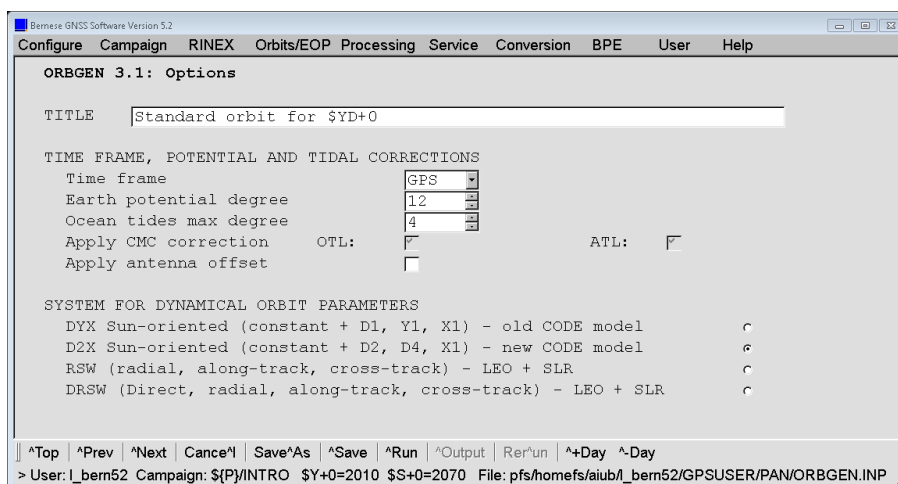 Bernese GNSS Software Version 5.2
Configure Campaign RINEX Orbits/EOP Processing Service Conversion BPE User Help
ORBGEN 3.1: Options
TITLE Standard orbit for $YD+0
TIME FRAME, POTENTIAL AND TIDAL CORRECTIONS
Time frame GPS
Earth potential degree 12
Ocean tides max degree 4
Apply CMC correction OTL: ATL:
Apply antenna offset
SYSTEM FOR DYNAMICAL ORBIT PARAMETERS
DYX Sun-oriented (constant + D1, Y1, X1) - old CODE model
D2X Sun-oriented (constant + D2, D4, X1) - new CODE model
RSW (radial, along-track, cross-track) - LEO + SLR
DRSW (Direct, radial, along-track, cross-track) - LEO + SLR
^Top ^Prev ^Next Cance^l Save^As ^Save ^Run ^Output Rer^un ^+Day ^-Day
> User: l_bern52 Campaign: ${P}/INTRO $Y+0=2010 $S+0=2070 File: pfs/homefs/aiub/l_bern52/GPSUSER/PAN/ORBGEN.INP